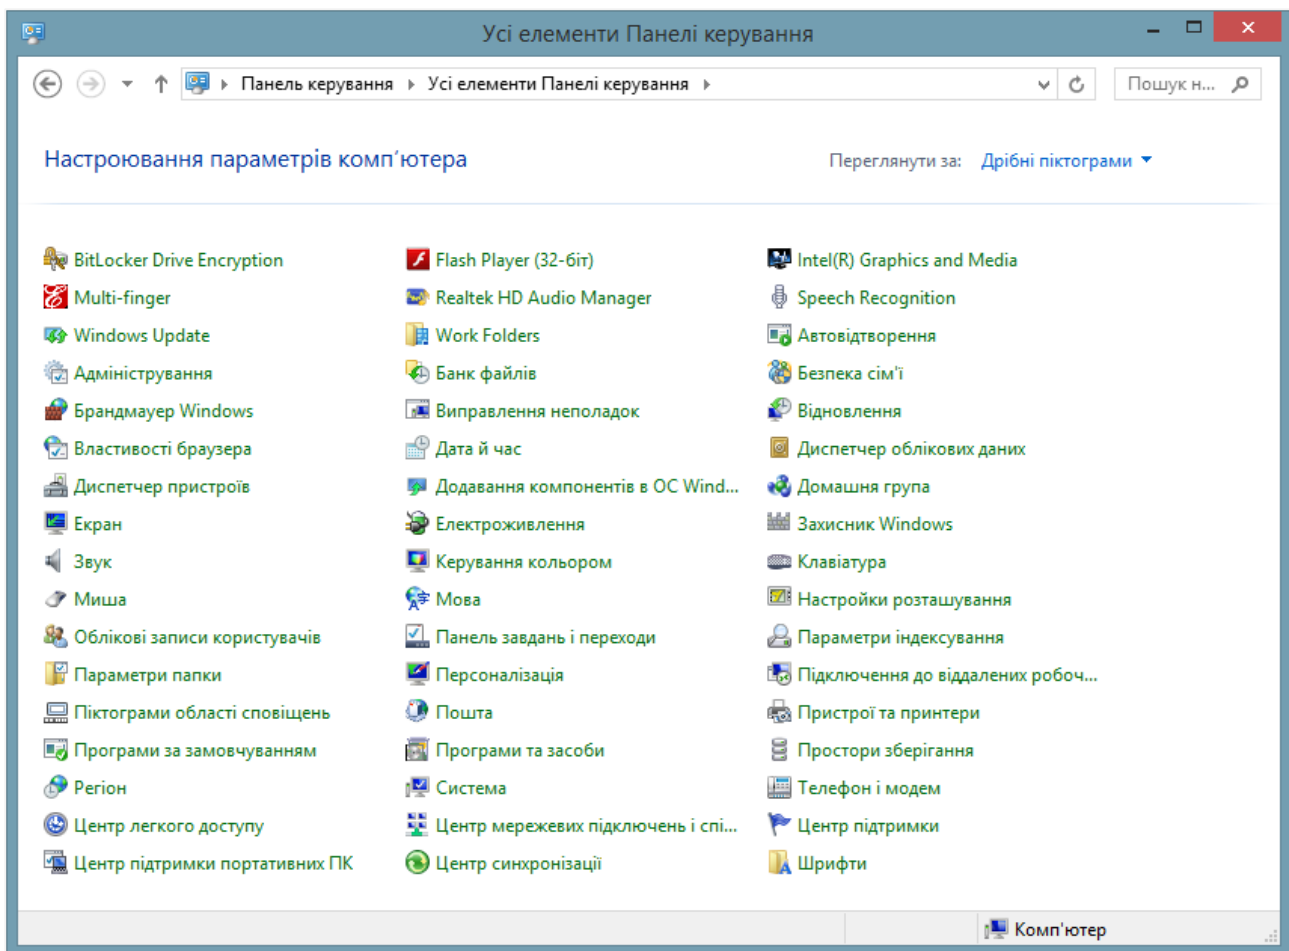 Усі елементи Панелі керування
Панель керування Усі елементи Панелі керування Пошук н...
Настроювання параметрів комп´ютера Переглянути за: Дрібні піктограми
BitLocker Drive Encryption Flash Player (32-біт) Intel(R) Graphics and Media
Multi-finger Realtek HD Audio Manager Speech Recognition
Windows Update Work Folders Автовідтворення
Адміністрування Банк файлів Безпека сім'ї
Брандмауер Windows Виправлення неполадок Відновлення
Властивості браузера Дата й час Диспетчер облікових даних
Диспетчер пристроїв Додавання компонентів в ОС Wind... Домашня група
Екран Електроживлення Захисник Windows
Звук Керування кольором Клавіатура
Миша Мова Настройки розташування
Облікові записи користувачів Панель завдань і переходи Параметри індексування
Параметри папки Персоналізація Підключення до віддалених робоч...
Піктограми області сповіщень Пошта Пристрої та принтери
Програми за замовчуванням Програми та засоби Простори зберігання
Регіон Система Телефон і модем
Центр легкого доступу Центр мережевих підключень і спі... Центр підтримки
Центр підтримки портативних ПК Центр синхронізації Шрифти
Комп'ютер